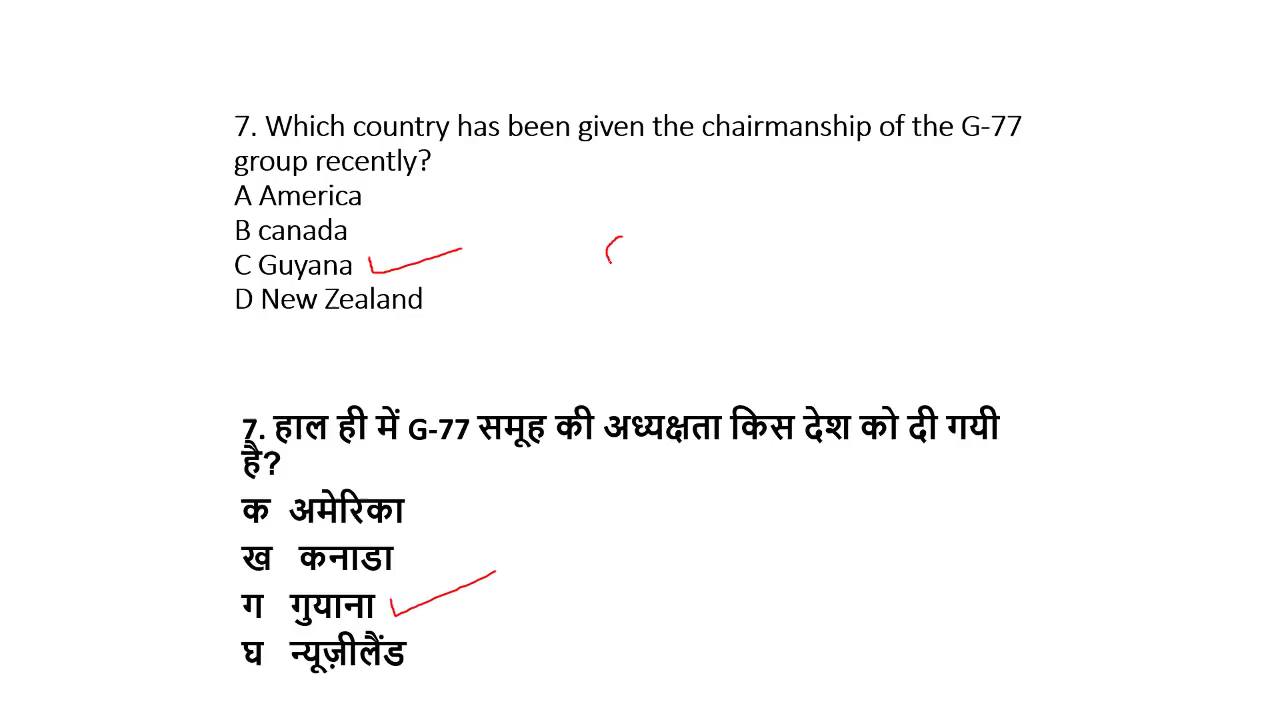 7. Which country has been given the chairmanship of the G-77
group recently?
A America
B canada
C Guyana
D New Zealand
7. हाल ही में G-77 समूह की अध्यक्षता किस देश को दी गयी
है?
क अमेरिका
ख कनाडा
ग गुयाना
घ न्यूज़ीलैंड